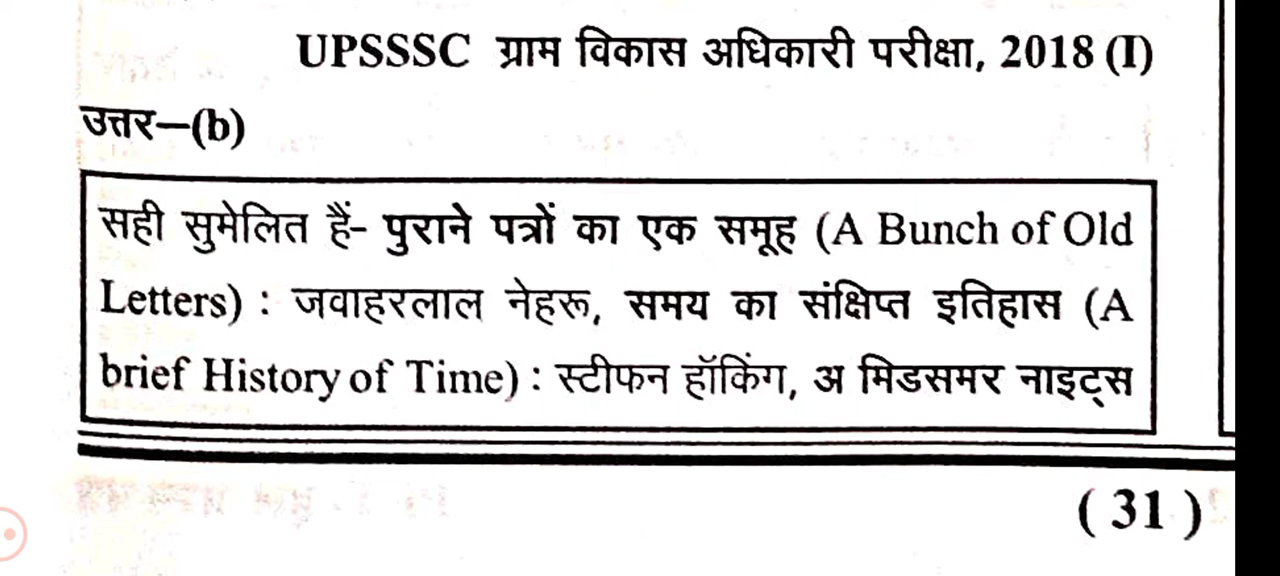 UPSSSC ग्राम विकास अधिकारी परीक्षा, 2018 (I)
उत्तर–(b)
सही सुमेलित हैं- पुराने पत्रों का एक समूह (A Bunch of Old
Letters) : जवाहरलाल नेहरू, समय का संक्षिप्त इतिहास (A
brief History of Time) : स्टीफन हॉकिंग, अ मिडसमर नाइट्स
( 31 )